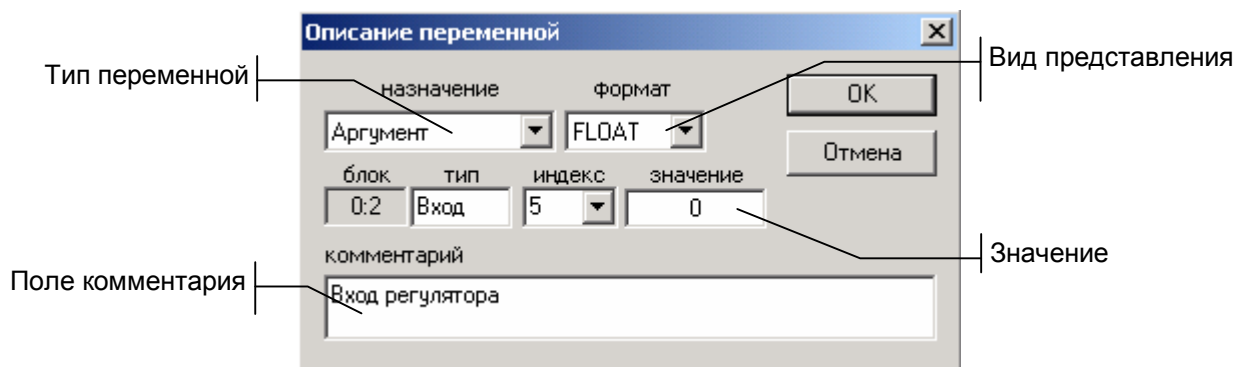 Описание переменной
Тип переменной
Вид представления
назначение формат
OK
Аргумент FLOAT
Отмена
блок тип индекс значение
0:2 Вход 5 0
Значение
комментарий
Поле комментария
Вход регулятора